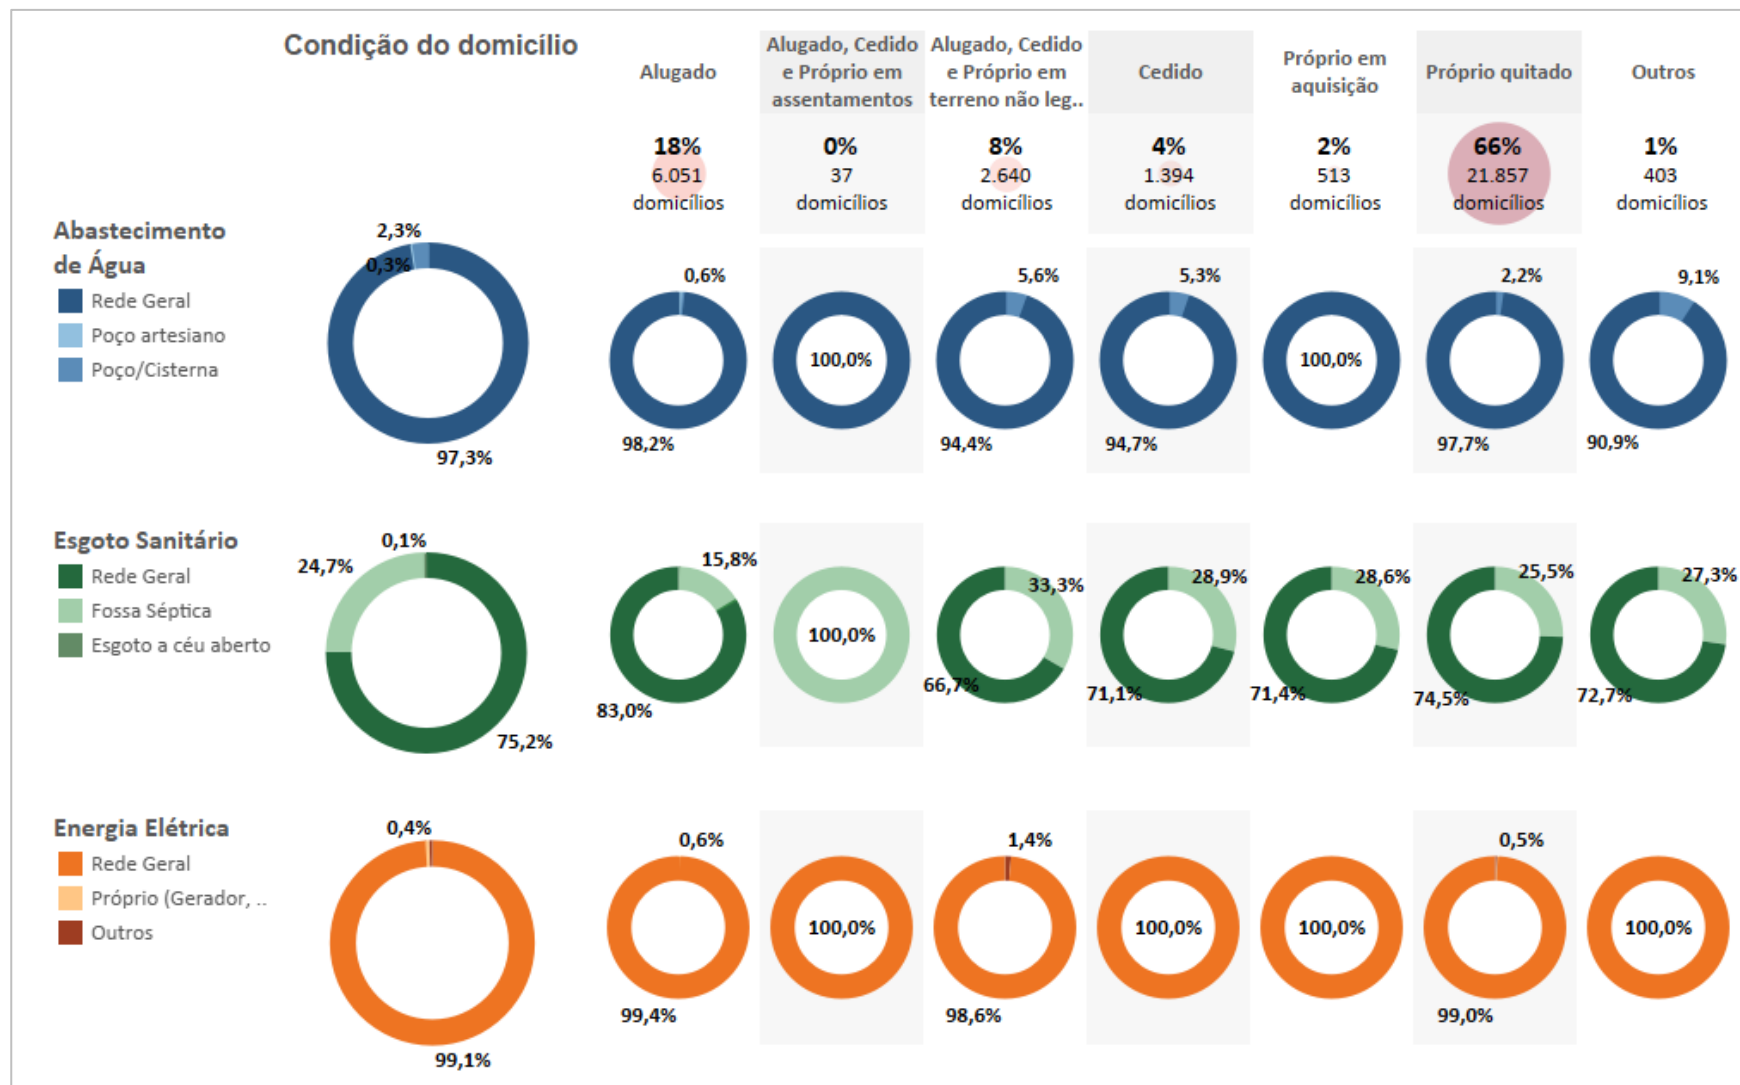 Condição do domicílio
Alugado
Alugado, Cedido
e Próprio em
assentamentos
Alugado, Cedido
e Próprio em
terreno não leg..
Cedido
Próprio em
aquisição
Próprio quitado
Outros
18%
6.051
domicílios
0%
37
domicílios
8%
2.640
domicílios
4%
1.394
domicílios
2%
513
domicílios
66%
21.857
domicílios
1%
403
domicílios
Abastecimento
de Água
Rede Geral
Poço artesiano
Poço/Cisterna
2,3%
0,3%
97,3%
0,6%
98,2%
100,0%
5,6%
94,4%
5,3%
94,7%
100,0%
2,2%
97,7%
9,1%
90,9%
Esgoto Sanitário
Rede Geral
Fossa Séptica
Esgoto a céu aberto
0,1%
24,7%
75,2%
15,8%
83,0%
100,0%
33,3%
66,7%
28,9%
71,1%
28,6%
71,4%
25,5%
74,5%
27,3%
72,7%
Energia Elétrica
Rede Geral
Próprio (Gerador, ..
Outros
0,4%
99,1%
0,6%
99,4%
100,0%
1,4%
98,6%
100,0%
100,0%
0,5%
99,0%
100,0%